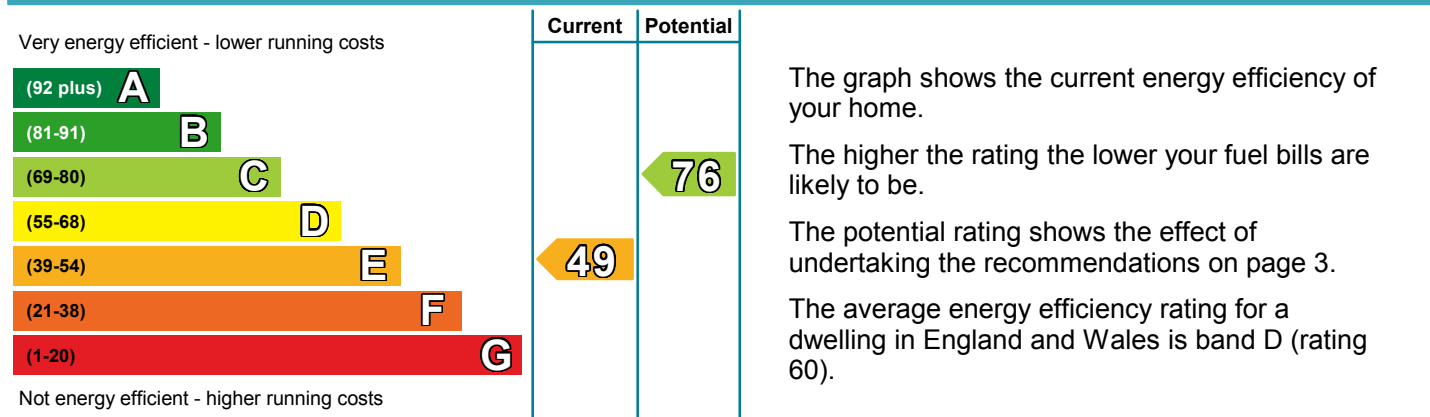 Current Potential
Very energy efficient - lower running costs
(92 plus) A
(81-91) B
(69-80) C
76
(55-68) D
(39-54) E
49
(21-38) F
(1-20) G
Not energy efficient - higher running costs
The graph shows the current energy efficiency of
your home.
The higher the rating the lower your fuel bills are
likely to be.
The potential rating shows the effect of
undertaking the recommendations on page 3.
The average energy efficiency rating for a
dwelling in England and Wales is band D (rating
60).